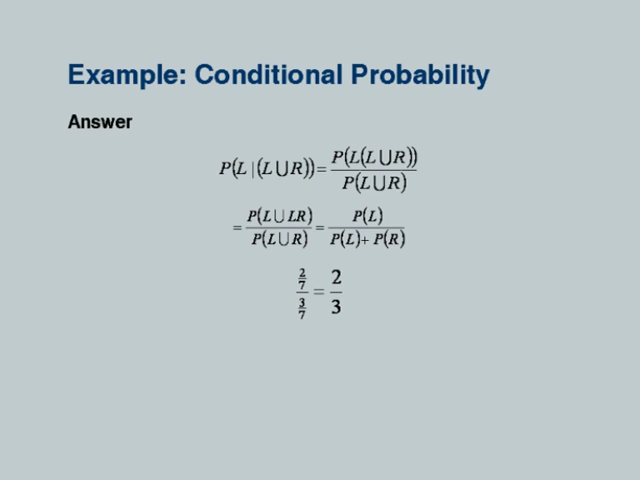 Example: Conditional Probability
Answer
P(L | (L ⋃ R)) = P(L(L ⋃ R)) / P(L ⋃ R)
= P(L ⋃ LR) / P(L ⋃ R) = P(L) / P(L) + P(R)
2/7 / 3/7 = 2/3